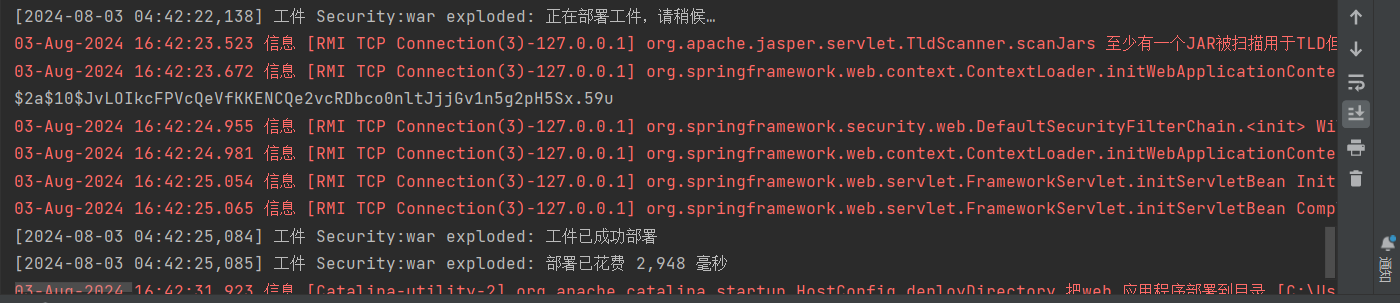 [2024-08-03 04:42:22,138] 工件 Security:war exploded: 正在部署工件，请稍候…
03-Aug-2024 16:42:23.523 信息 [RMI TCP Connection(3)-127.0.0.1] org.apache.jasper.servlet.TldScanner.scanJars 至少有一个JAR被扫描用于TLD但
03-Aug-2024 16:42:23.672 信息 [RMI TCP Connection(3)-127.0.0.1] org.springframework.web.context.ContextLoader.initWebApplicationConte
$2a$10$JvLOIkcFPVcQeVfKKENCQe2vcRDbco0nltJjjGv1n5g2pH5Sx.59u
03-Aug-2024 16:42:24.955 信息 [RMI TCP Connection(3)-127.0.0.1] org.springframework.security.web.DefaultSecurityFilterChain.<init> Wi
03-Aug-2024 16:42:24.981 信息 [RMI TCP Connection(3)-127.0.0.1] org.springframework.web.context.ContextLoader.initWebApplicationConte
03-Aug-2024 16:42:25.054 信息 [RMI TCP Connection(3)-127.0.0.1] org.springframework.web.servlet.FrameworkServlet.initServletBean Init
03-Aug-2024 16:42:25.065 信息 [RMI TCP Connection(3)-127.0.0.1] org.springframework.web.servlet.FrameworkServlet.initServletBean Comp
[2024-08-03 04:42:25,084] 工件 Security:war exploded: 工件已成功部署
[2024-08-03 04:42:25,085] 工件 Security:war exploded: 部署已花费 2,948 毫秒
03-Aug-2024 16:42:31.923 信息 [Catalina-utility-2] org.apache.catalina.startup.HostConfig.deployDirectory 把web 应用程序部署到目录 [C:\Us
通知